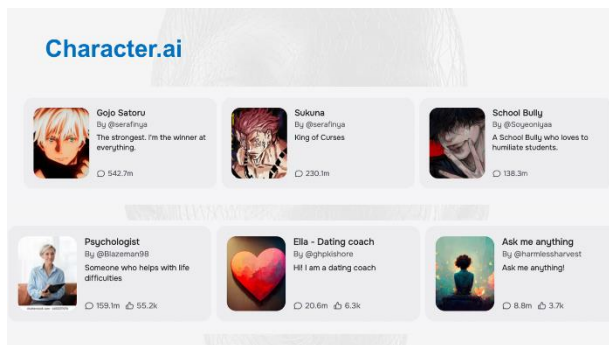 Character.ai
Gojo Satoru
By @serafinya
The strongest. I'm the winner at
everything.
542.7m
Sukuna
By @serafinya
King of Curses
230.1m
School Bully
By @Soyeoniyaa
A School Bully who loves to
humiliate students.
138.3m
Psychologist
By @Blazeman98
Someone who helps with life
difficulties
159.1m 55.2k
Ella - Dating coach
By @ghpkishore
Hi! I am a dating coach
20.6m 6.3k
Ask me anything
By @harmlessharvest
Ask me anything!
8.8m 3.7k